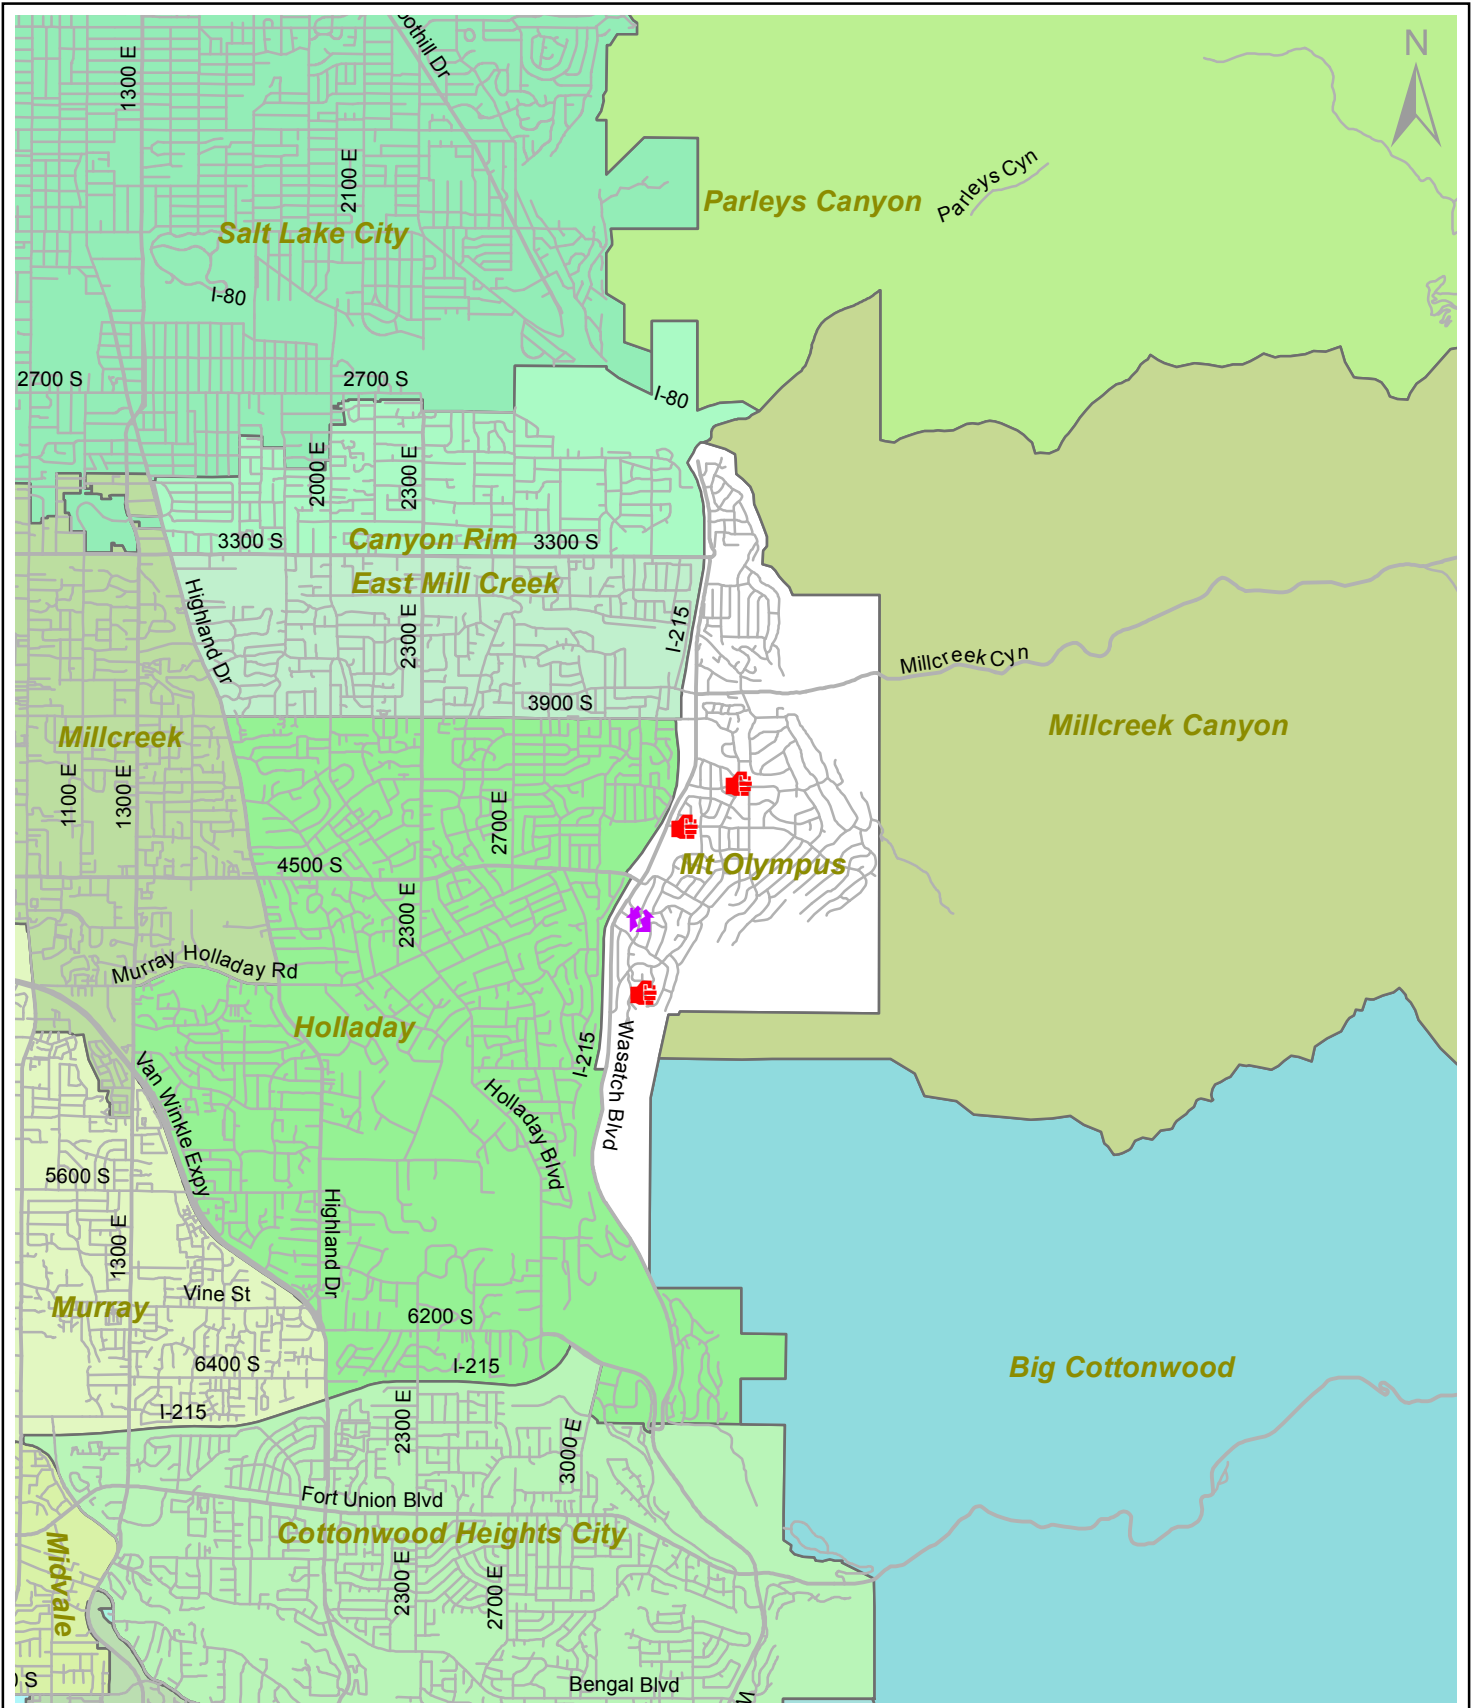 N
1300 E
oothill Dr
2100 E
Parleys Cyn
Parleys Canyon
Salt Lake City
I-80
2700 S
2700 S
I-80
2000 E
2300 E
3300 S
Canyon Rim
3300 S
East Mill Creek
Highland Dr
2300 E
I-215
Millcreek Cyn
3900 S
Millcreek
Millcreek Canyon
1100 E
1300 E
2700 E
4500 S
Mt Olympus
2300 E
Murray Holladay Rd
Holladay
I-215
Wasatch Blvd
Van Winkle Expy
Holladay Blvd
5600 S
1300 E
Highland Dr
Vine St
Murray
6200 S
6400 S
I-215
Big Cottonwood
I-215
2300 E
3000 E
Fort Union Blvd
Cottonwood Heights City
Midvale
2300 E
2700 E
Bengal Blvd
0 S
W